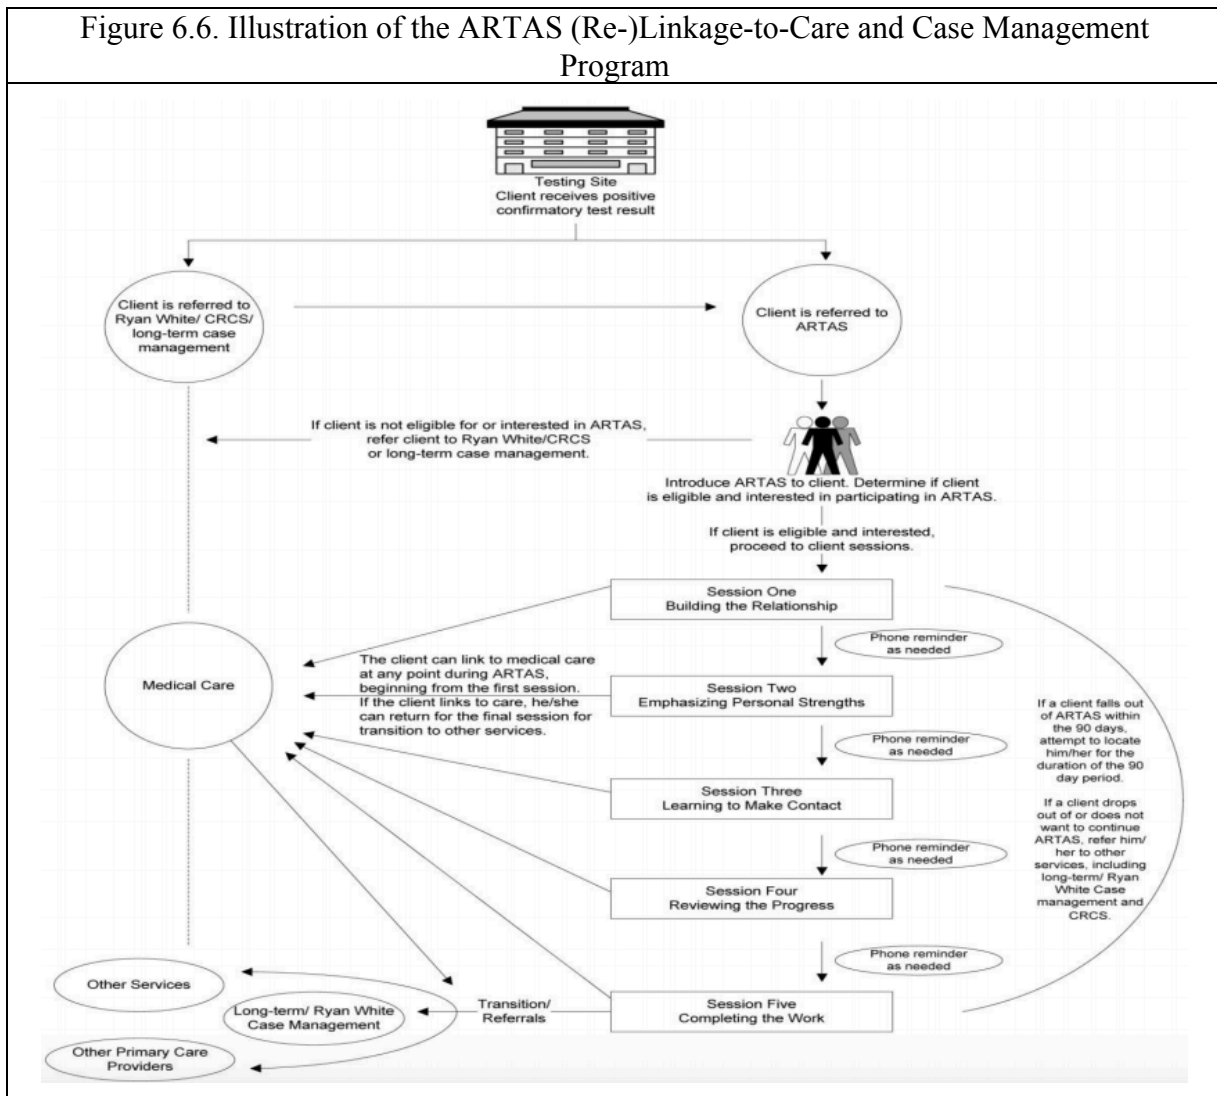 Figure 6.6. Illustration of the ARTAS (Re-)Linkage-to-Care and Case Management
Program
Testing Site
Client receives positive
confirmatory test result
Client is referred to
Ryan White/ CRCS/
long-term case
management
Client is referred to
ARTAS
If client is not eligible for or interested in ARTAS,
refer client to Ryan White/CRCS
or long-term case management.
Introduce ARTAS to client. Determine if client
is eligible and interested in participating in ARTAS.
If client is eligible and interested,
proceed to client sessions.
Session One
Building the Relationship
Phone reminder
as needed
Medical Care
The client can link to medical care
at any point during ARTAS,
beginning from the first session.
If the client links to care, he/she
can return for the final session for
transition to other services.
Session Two
Emphasizing Personal Strengths
Phone reminder
as needed
Session Three
Learning to Make Contact
Phone reminder
as needed
Session Four
Reviewing the Progress
Phone reminder
as needed
If a client falls out
of ARTAS within
the 90 days,
attempt to locate
him/her for the
duration of the 90
day period.
If a client drops
out of or does not
want to continue
ARTAS, refer him/
her to other
services, including
long-term/ Ryan
White Case
management and
CRCS.
Session Five
Completing the Work
Transition/
Referrals
Other Services
Long-term/ Ryan White
Case Management
Other Primary Care
Providers